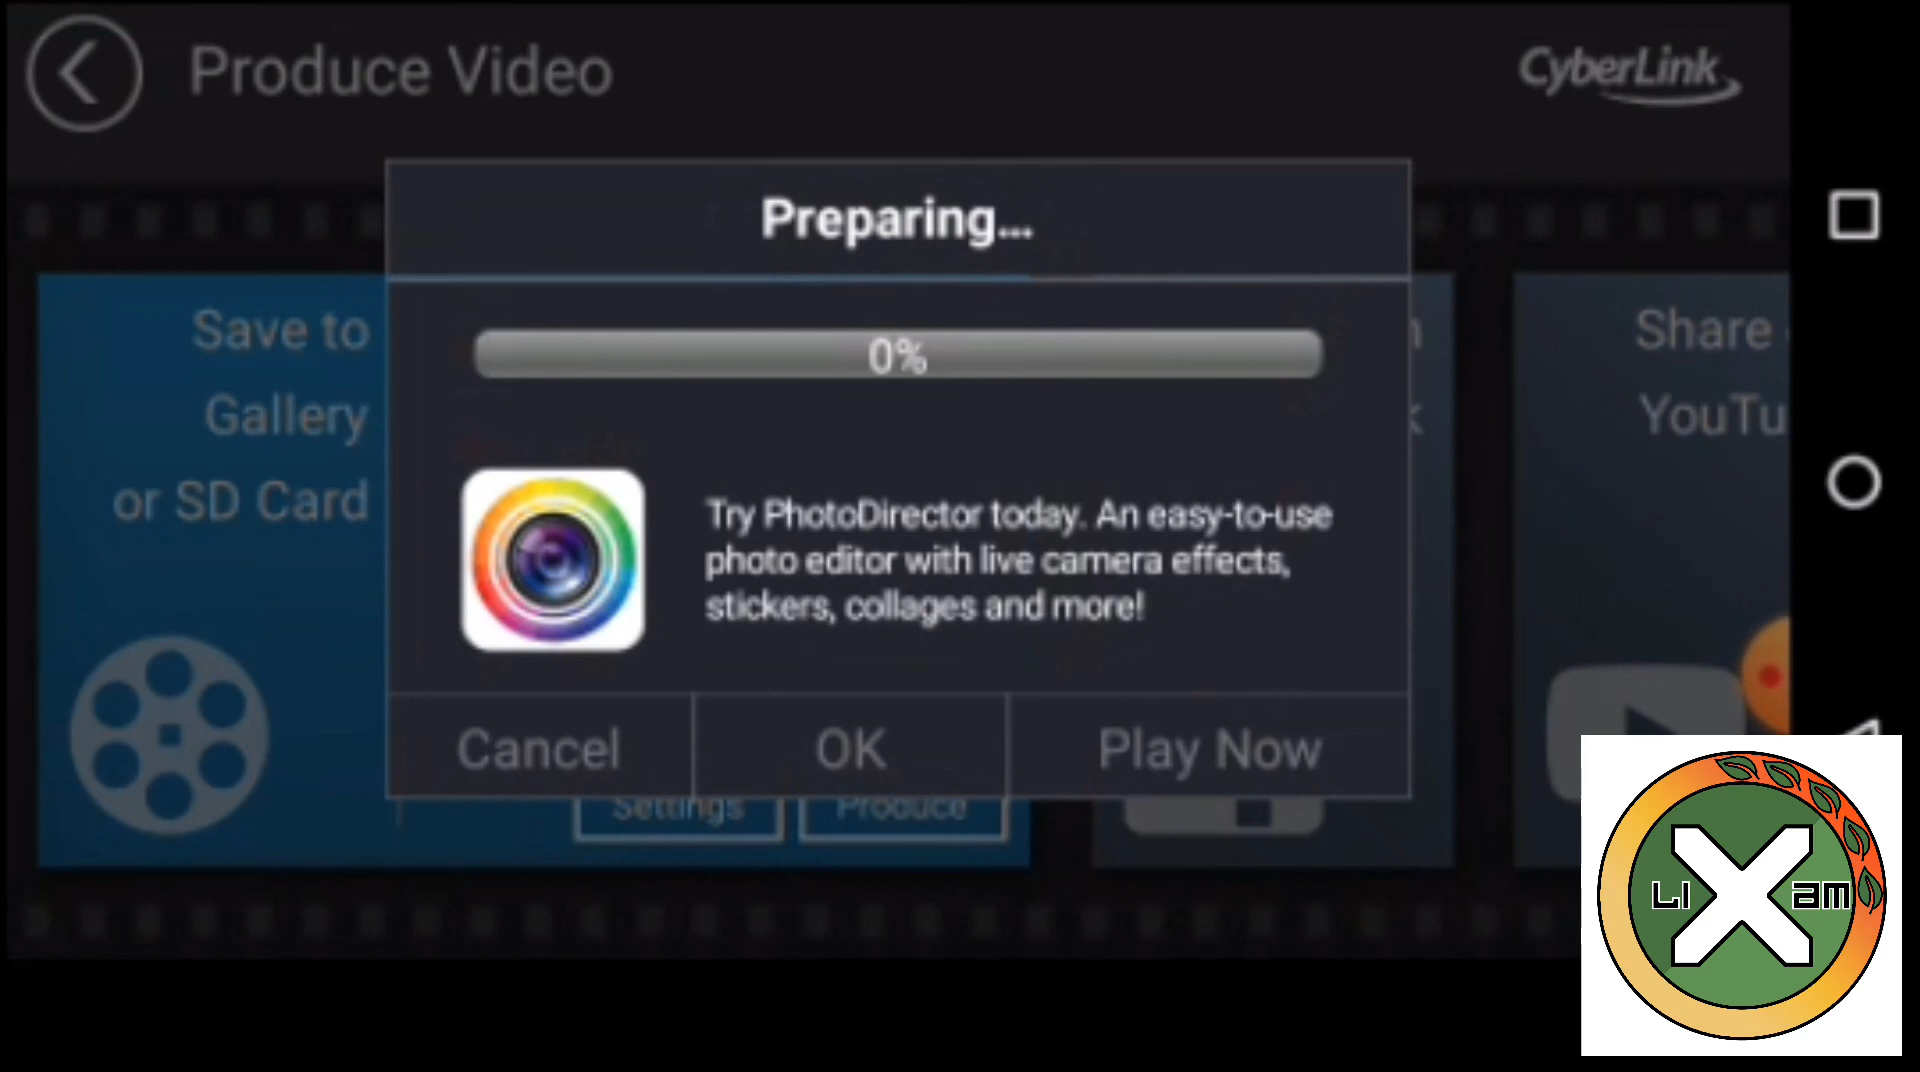 Produce Video
CyberLink
Preparing...
0%
Save to
Gallery
or SD Card
Share
YouTu
Try PhotoDirector today. An easy-to-use
photo editor with live camera effects,
stickers, collages and more!
Cancel
OK
Play Now
Settings
Produce
LI X am